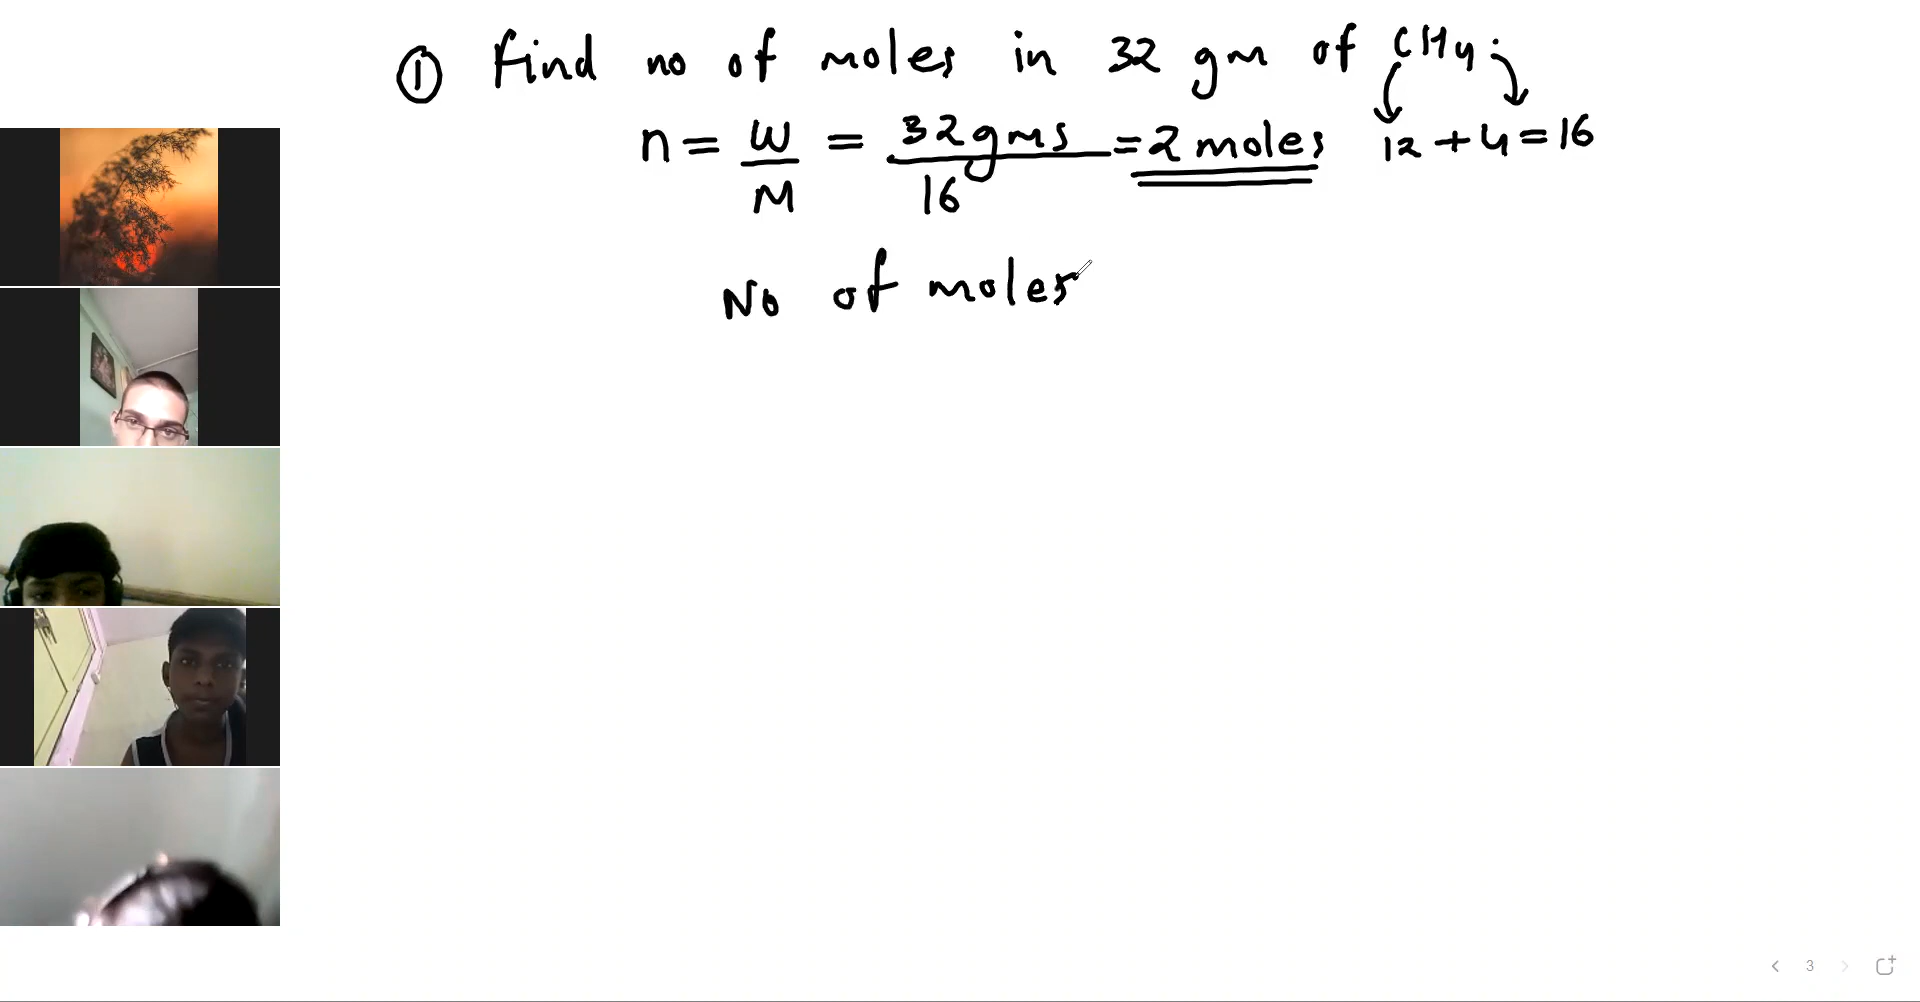 ① Find no of moles in 32 gm of CH4.
n = W/M = 32gms/16 = 2 moles 12 + 4 = 16
No of moles
3